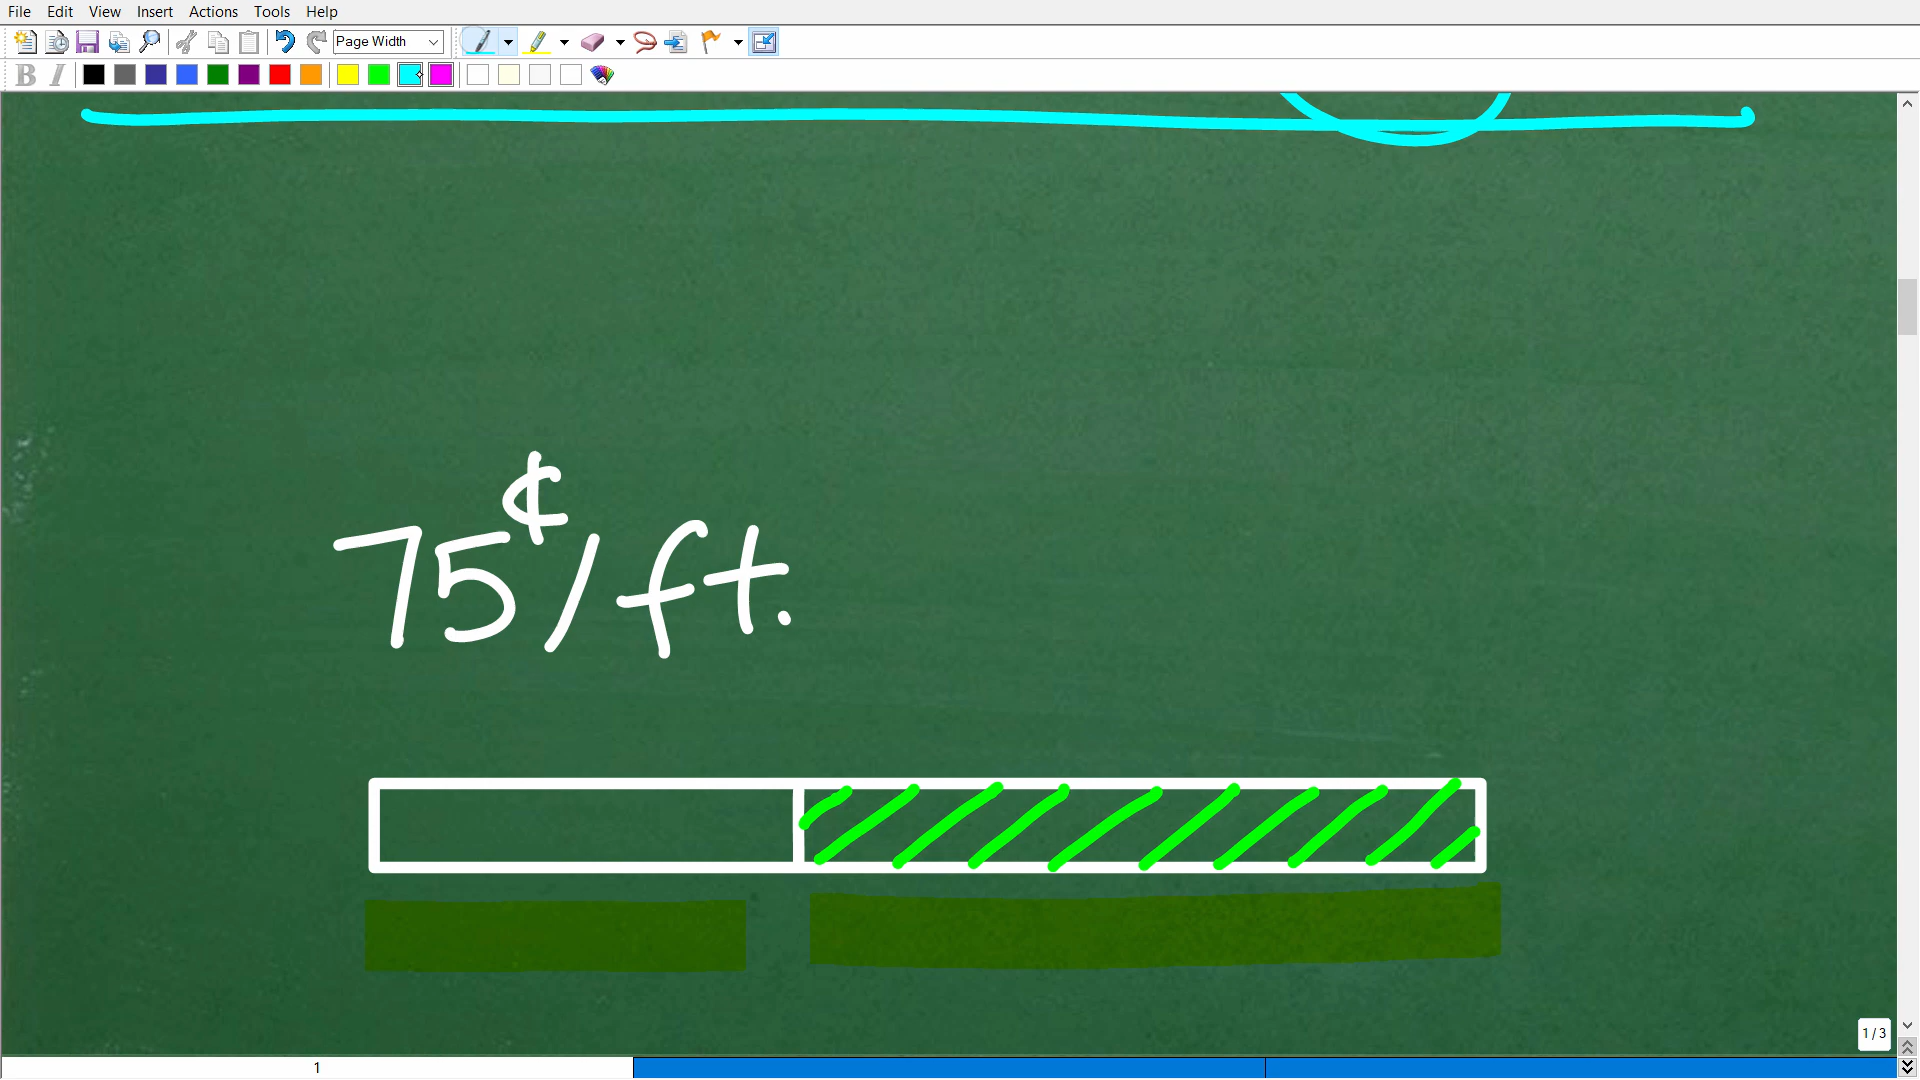 File Edit View Insert Actions Tools Help
Page Width
B I
75¢/ft.
1 / 3
1